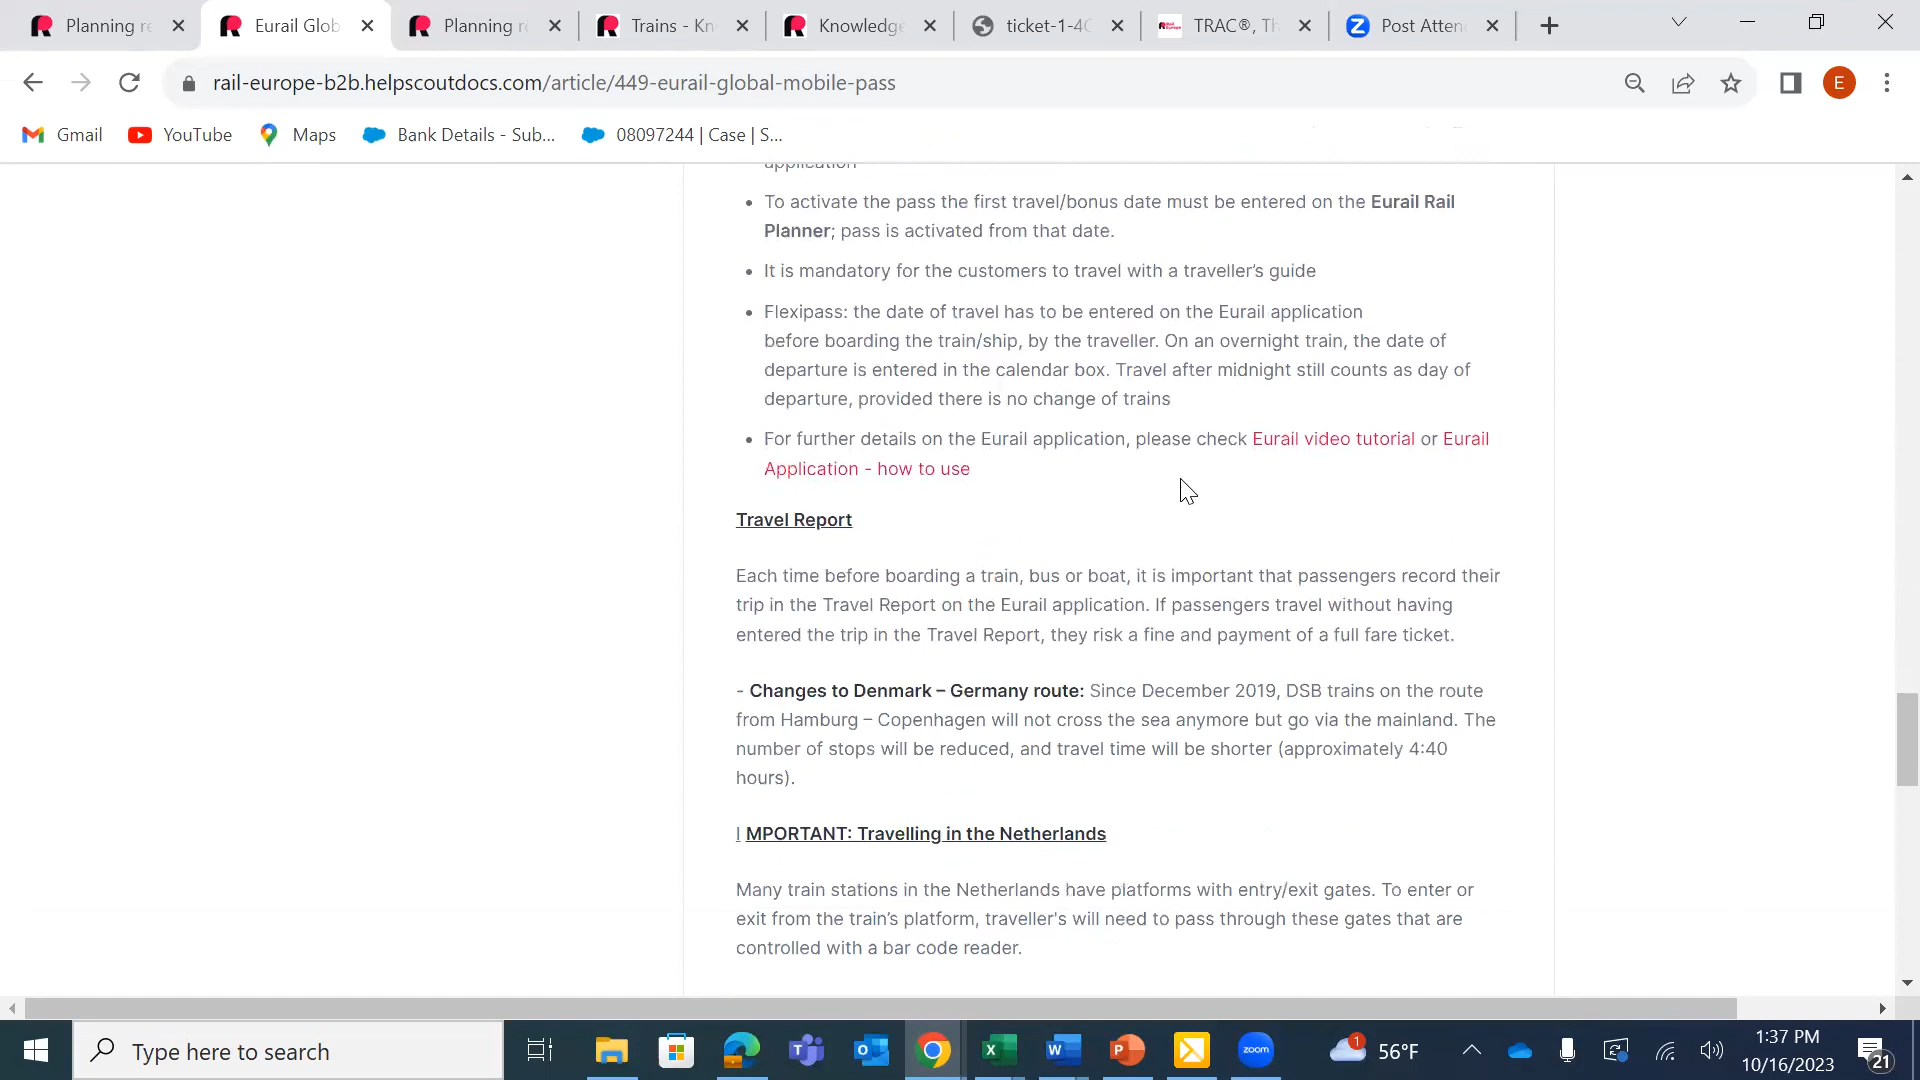 Planning re
Eurail Glob
Planning re
Trains - Kn
Knowledge
ticket-1-4
TRAC®, Th
Post Atten
rail-europe-b2b.helpscoutdocs.com/article/449-eurail-global-mobile-pass
E
Gmail
YouTube
Maps
Bank Details - Sub...
08097244 | Case | S...
application
• To activate the pass the first travel/bonus date must be entered on the Eurail Rail
Planner; pass is activated from that date.
• It is mandatory for the customers to travel with a traveller’s guide
• Flexipass: the date of travel has to be entered on the Eurail application
before boarding the train/ship, by the traveller. On an overnight train, the date of
departure is entered in the calendar box. Travel after midnight still counts as day of
departure, provided there is no change of trains
• For further details on the Eurail application, please check Eurail video tutorial or Eurail
Application - how to use
Travel Report
Each time before boarding a train, bus or boat, it is important that passengers record their
trip in the Travel Report on the Eurail application. If passengers travel without having
entered the trip in the Travel Report, they risk a fine and payment of a full fare ticket.
- Changes to Denmark – Germany route: Since December 2019, DSB trains on the route
from Hamburg – Copenhagen will not cross the sea anymore but go via the mainland. The
number of stops will be reduced, and travel time will be shorter (approximately 4:40
hours).
I MPORTANT: Travelling in the Netherlands
Many train stations in the Netherlands have platforms with entry/exit gates. To enter or
exit from the train’s platform, traveller's will need to pass through these gates that are
controlled with a bar code reader.
Type here to search
zoom
1
56°F
1:37 PM
10/16/2023
21